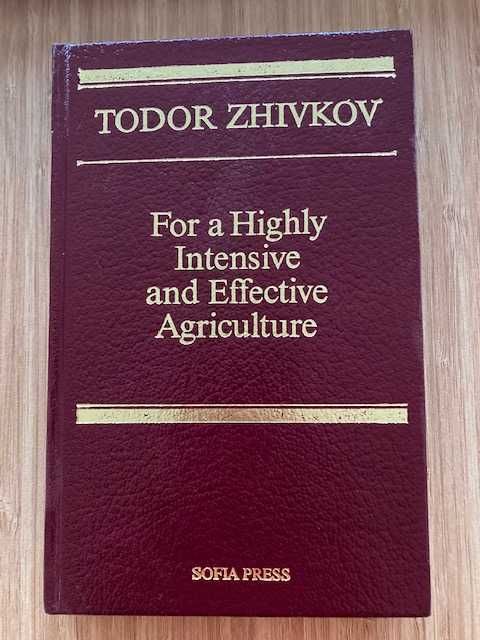 TODOR ZHIVKOV
For a Highly
Intensive
and Effective
Agriculture
SOFIA PRESS